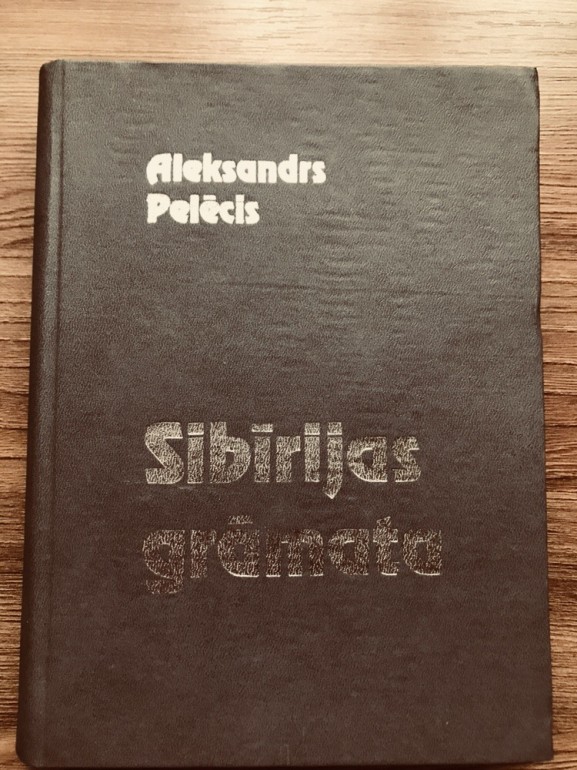 Aleksandrs
Pelēcis
Sibīrijas
grāmata